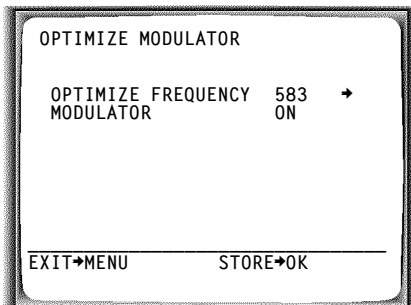 OPTIMIZE MODULATOR
OPTIMIZE FREQUENCY 583 ➜
MODULATOR ON
EXIT➜MENU STORE➜OK